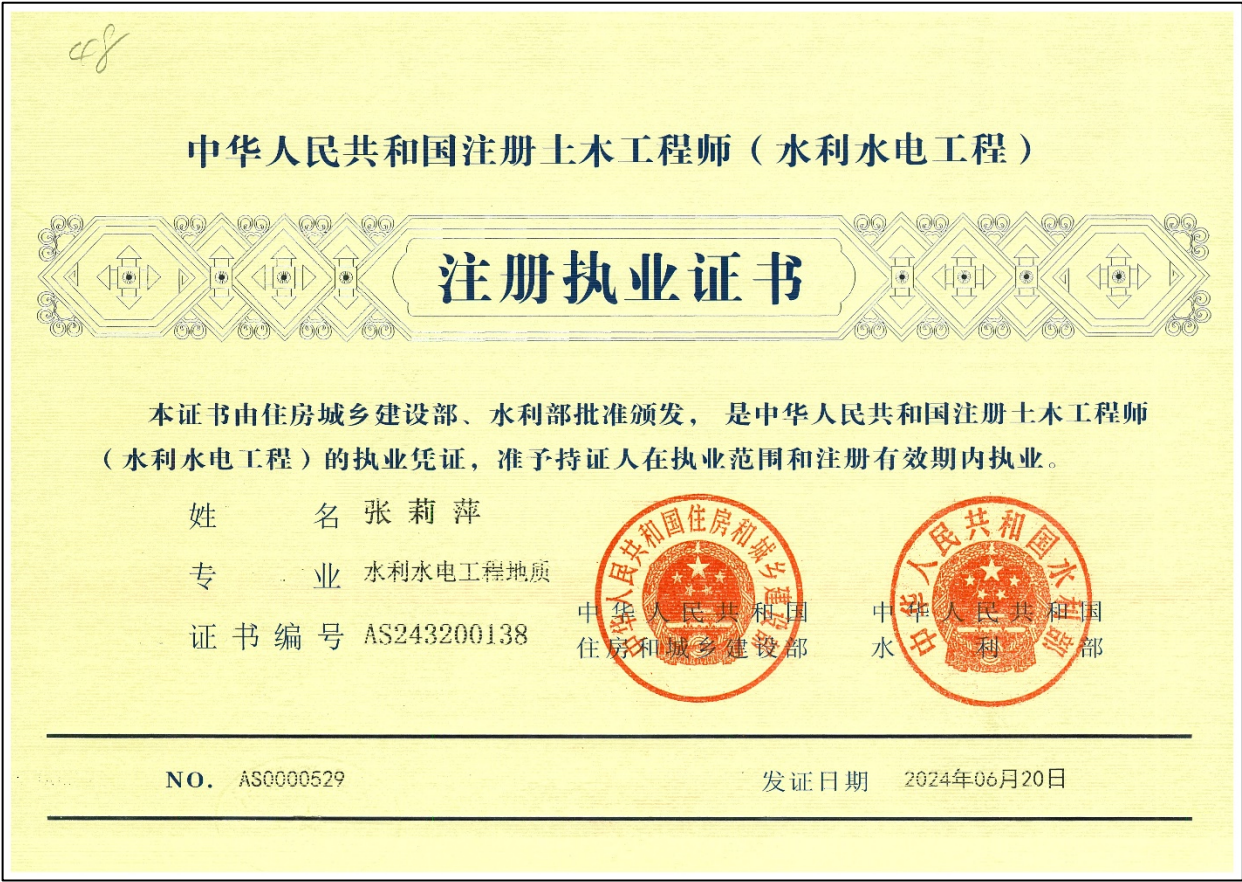 48
中华人民共和国注册土木工程师（水利水电工程）
注册执业证书
本证书由住房城乡建设部、水利部批准颁发， 是中华人民共和国注册土木工程师
（水利水电工程）的执业凭证，准予持证人在执业范围和注册有效期内执业。
姓 名 张莉萍
专 业 水利水电工程地质
证书编号 AS243200138
中华人民共和国住房和城乡建设部
中华人民共和国
住房和城乡建设部
中华人民共和国水利部
中华人民共和国
水利部
NO. AS0000529
发证日期 2024年06月20日